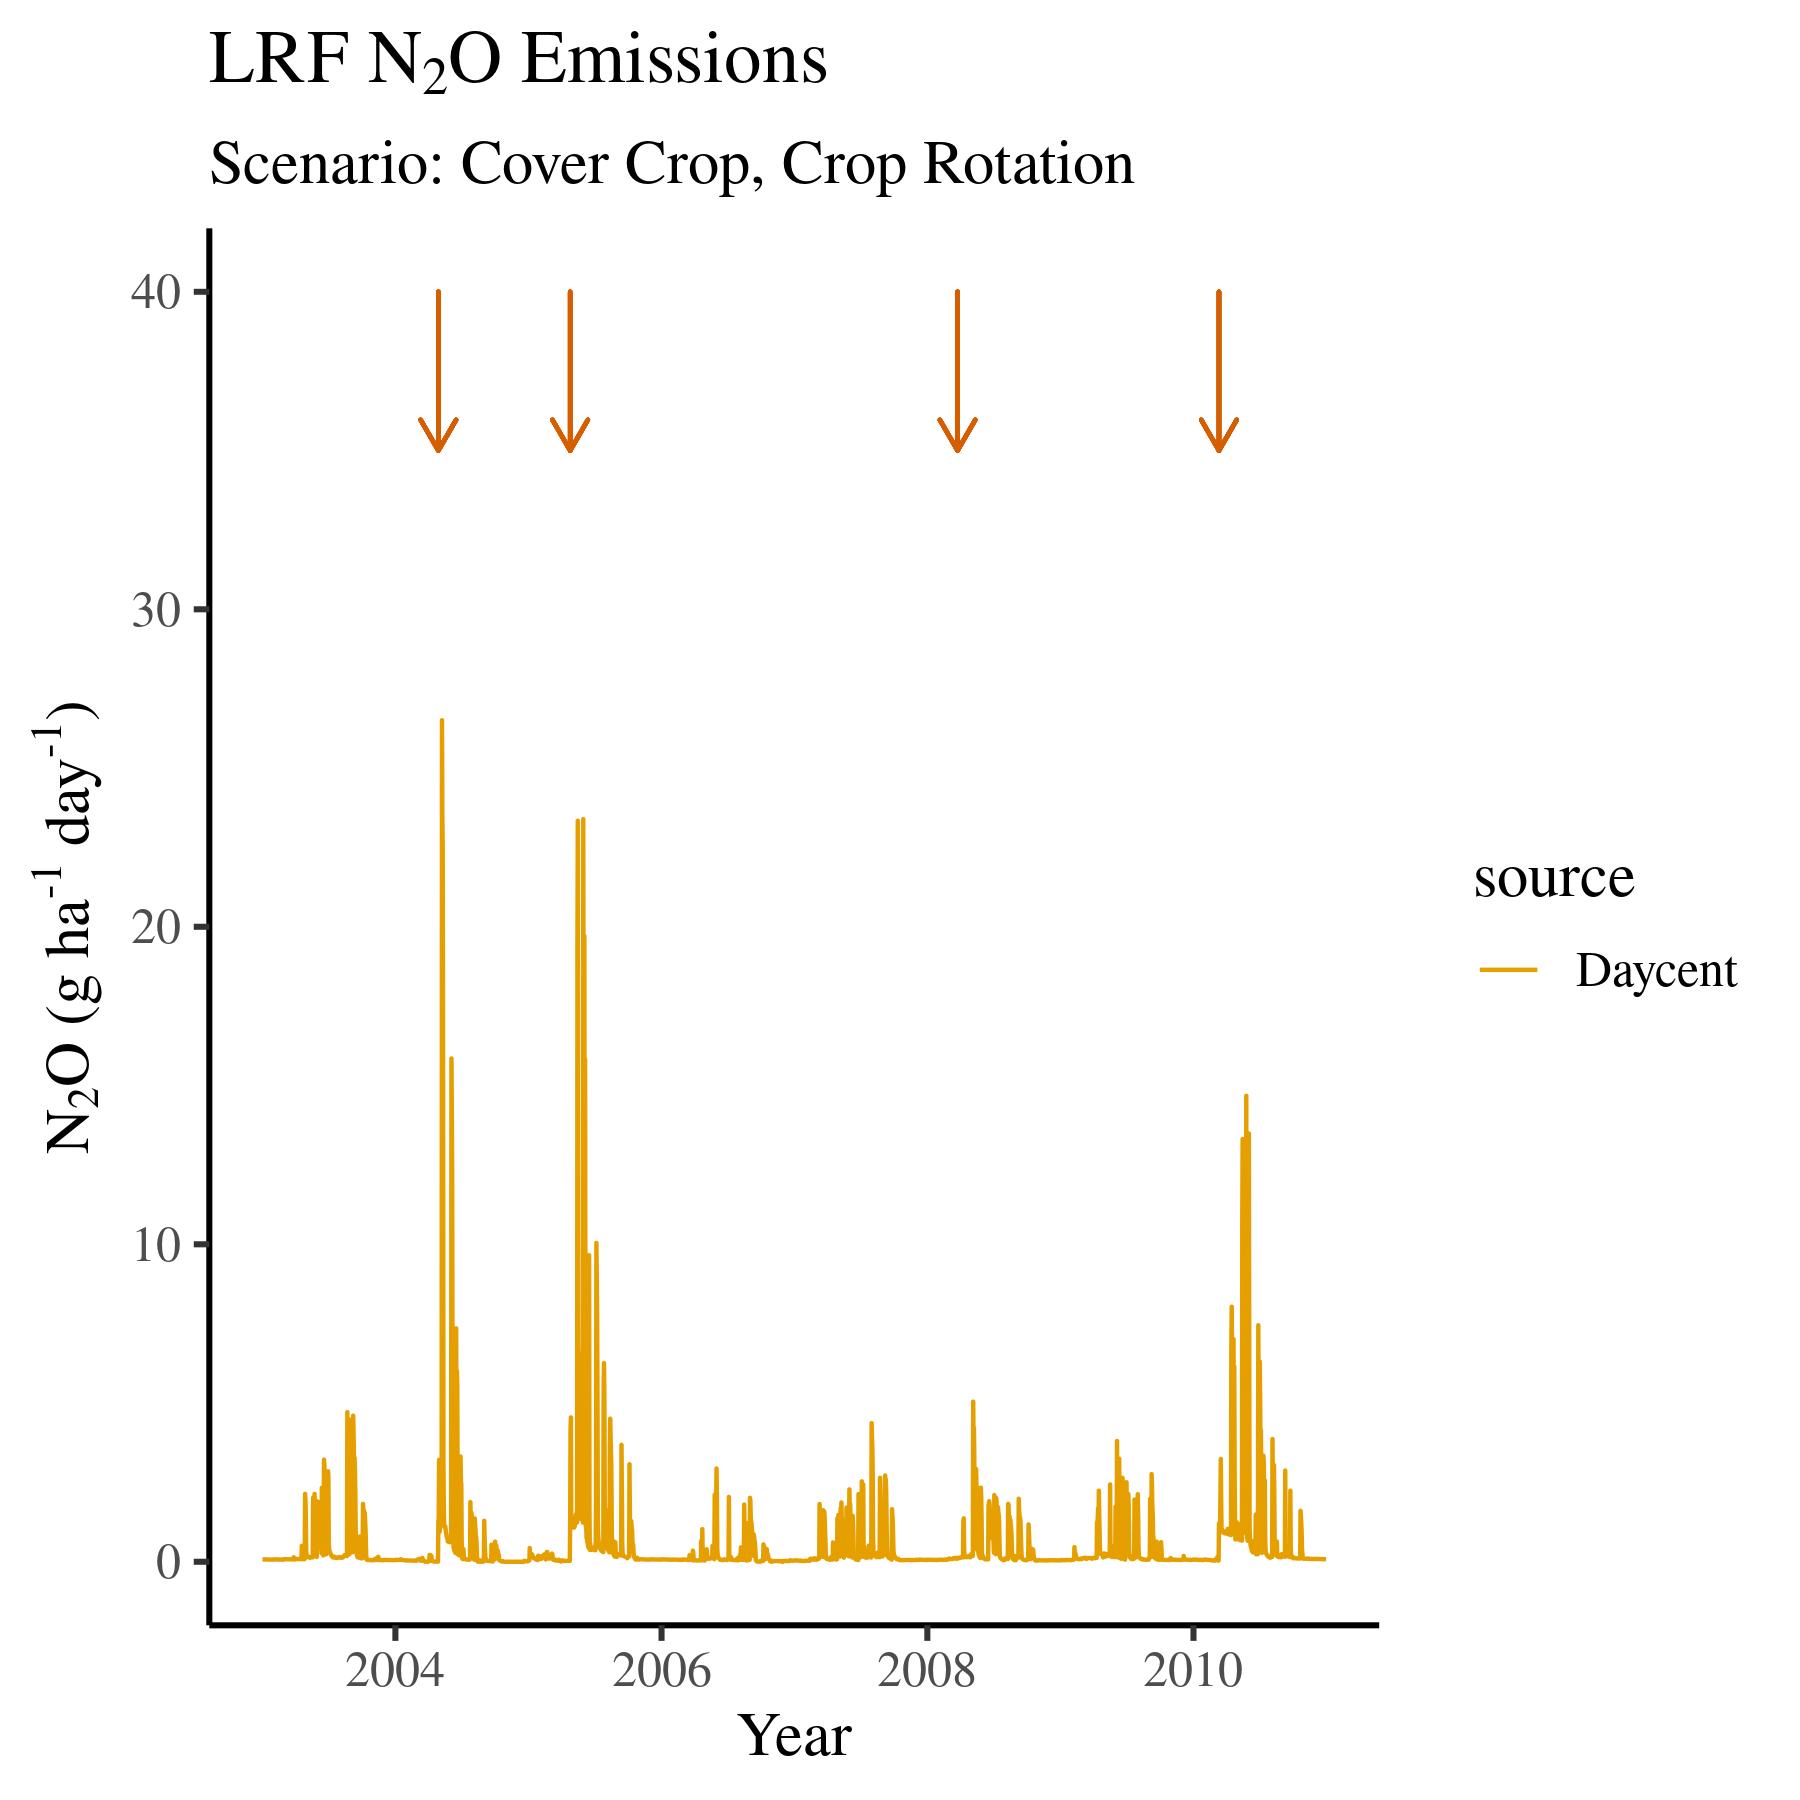 LRF N₂O Emissions
Scenario: Cover Crop, Crop Rotation
40
30
20
10
0
N₂O (g ha⁻¹ day⁻¹)
2004 2006 2008 2010
Year
source
Daycent